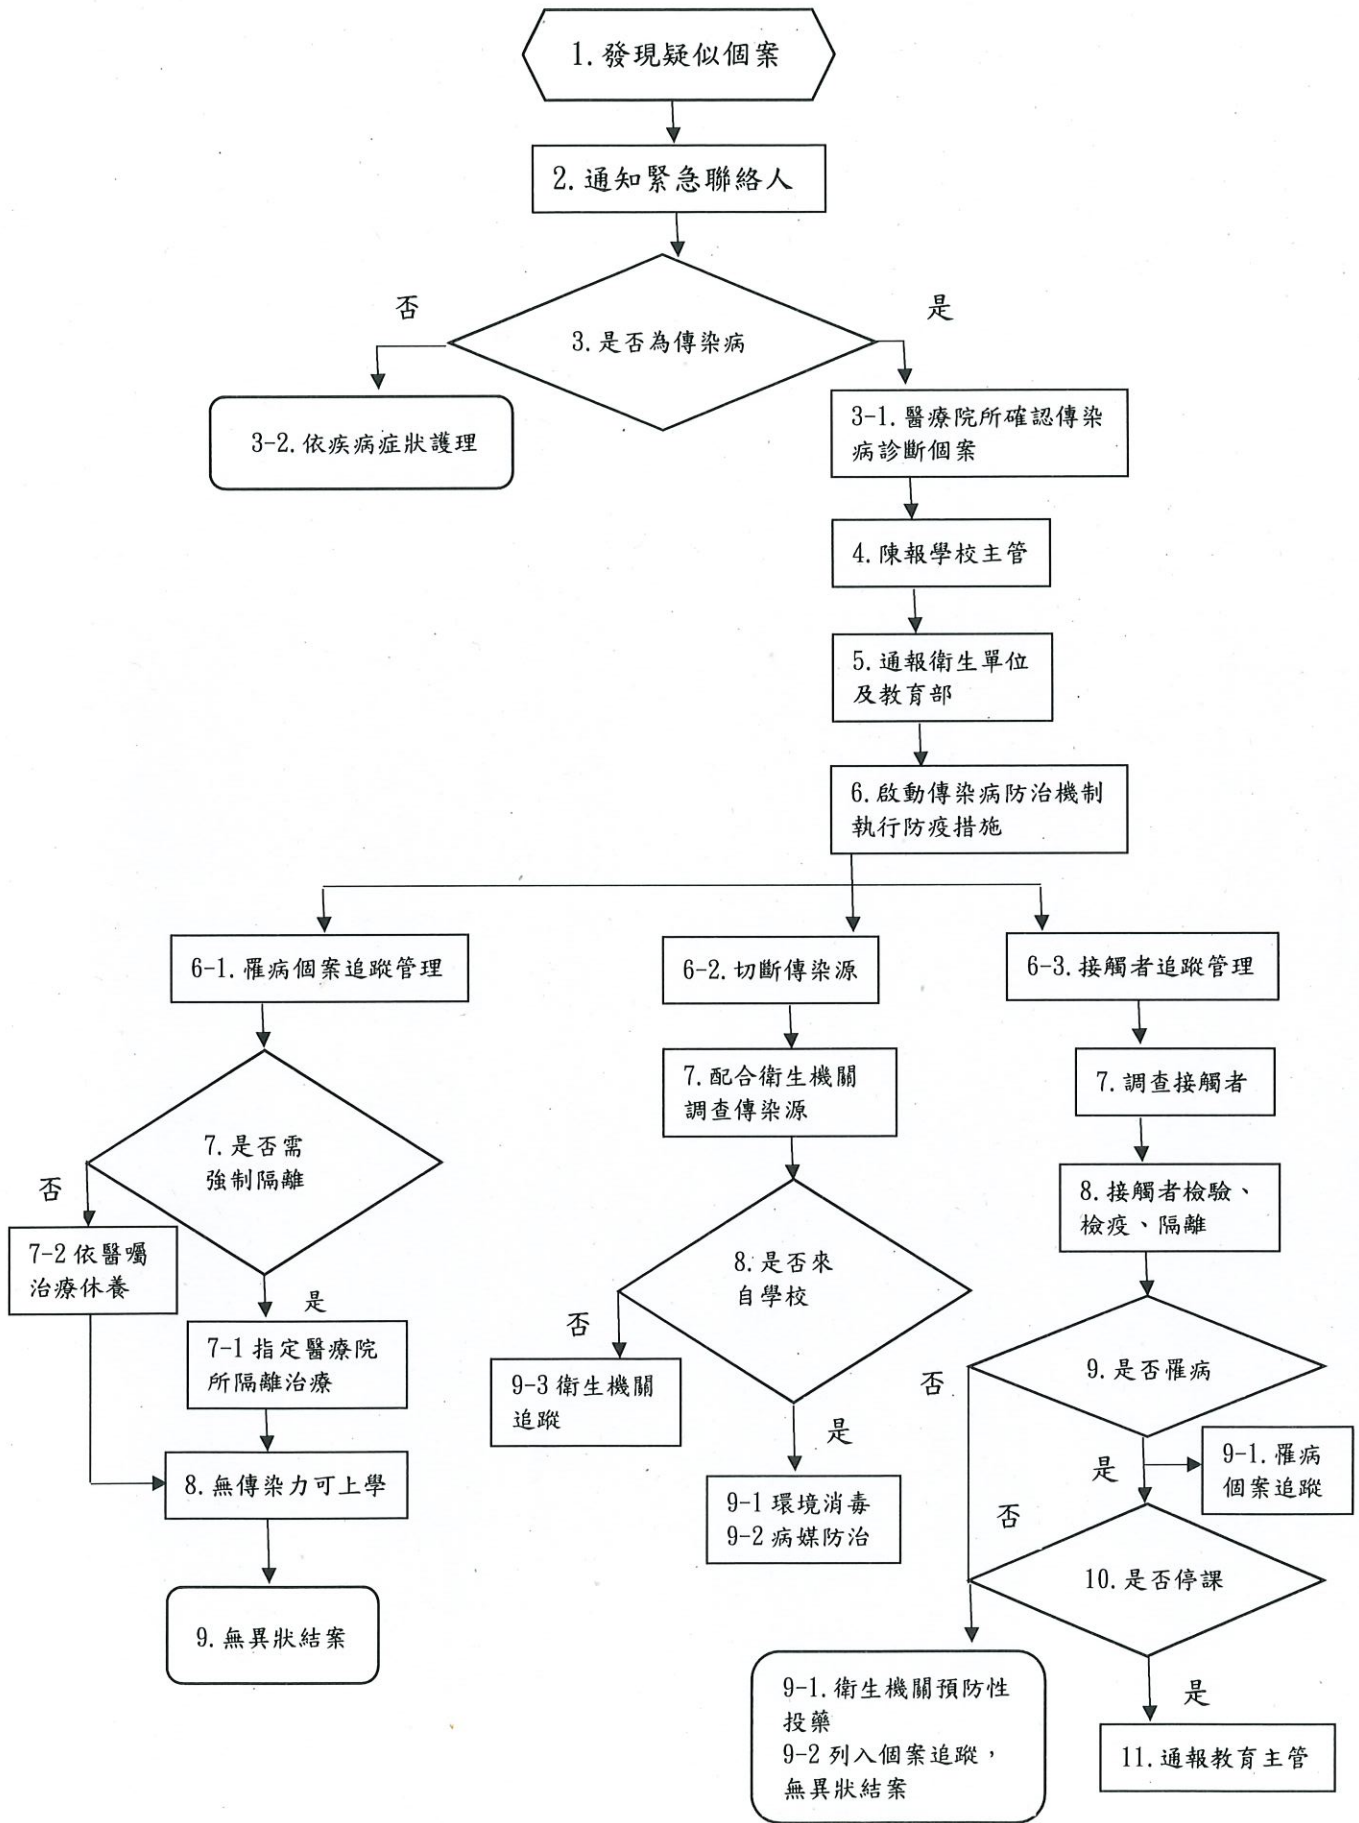 1.發現疑似個案
2.通知緊急聯絡人
否
是
3.是否為傳染病
3-2.依疾病症狀護理
3-1.醫療院所確認傳染
病診斷個案
4.陳報學校主管
5.通報衛生單位
及教育部
6.啟動傳染病防治機制
執行防疫措施
6-1.罹病個案追蹤管理
7.是否需
強制隔離
否
7-2 依醫囑
治療休養
是
7-1 指定醫療院
所隔離治療
8.無傳染力可上學
9.無異狀結案
6-2.切斷傳染源
7.配合衛生機關
調查傳染源
8.是否來
自學校
否
9-3 衛生機關
追蹤
是
9-1 環境消毒
9-2 病媒防治
6-3.接觸者追蹤管理
7.調查接觸者
8.接觸者檢驗、
檢疫、隔離
9.是否罹病
否
是
9-1.罹病
個案追蹤
否
10.是否停課
9-1.衛生機關預防性
投藥
9-2 列入個案追蹤,
無異狀結案
是
11.通報教育主管